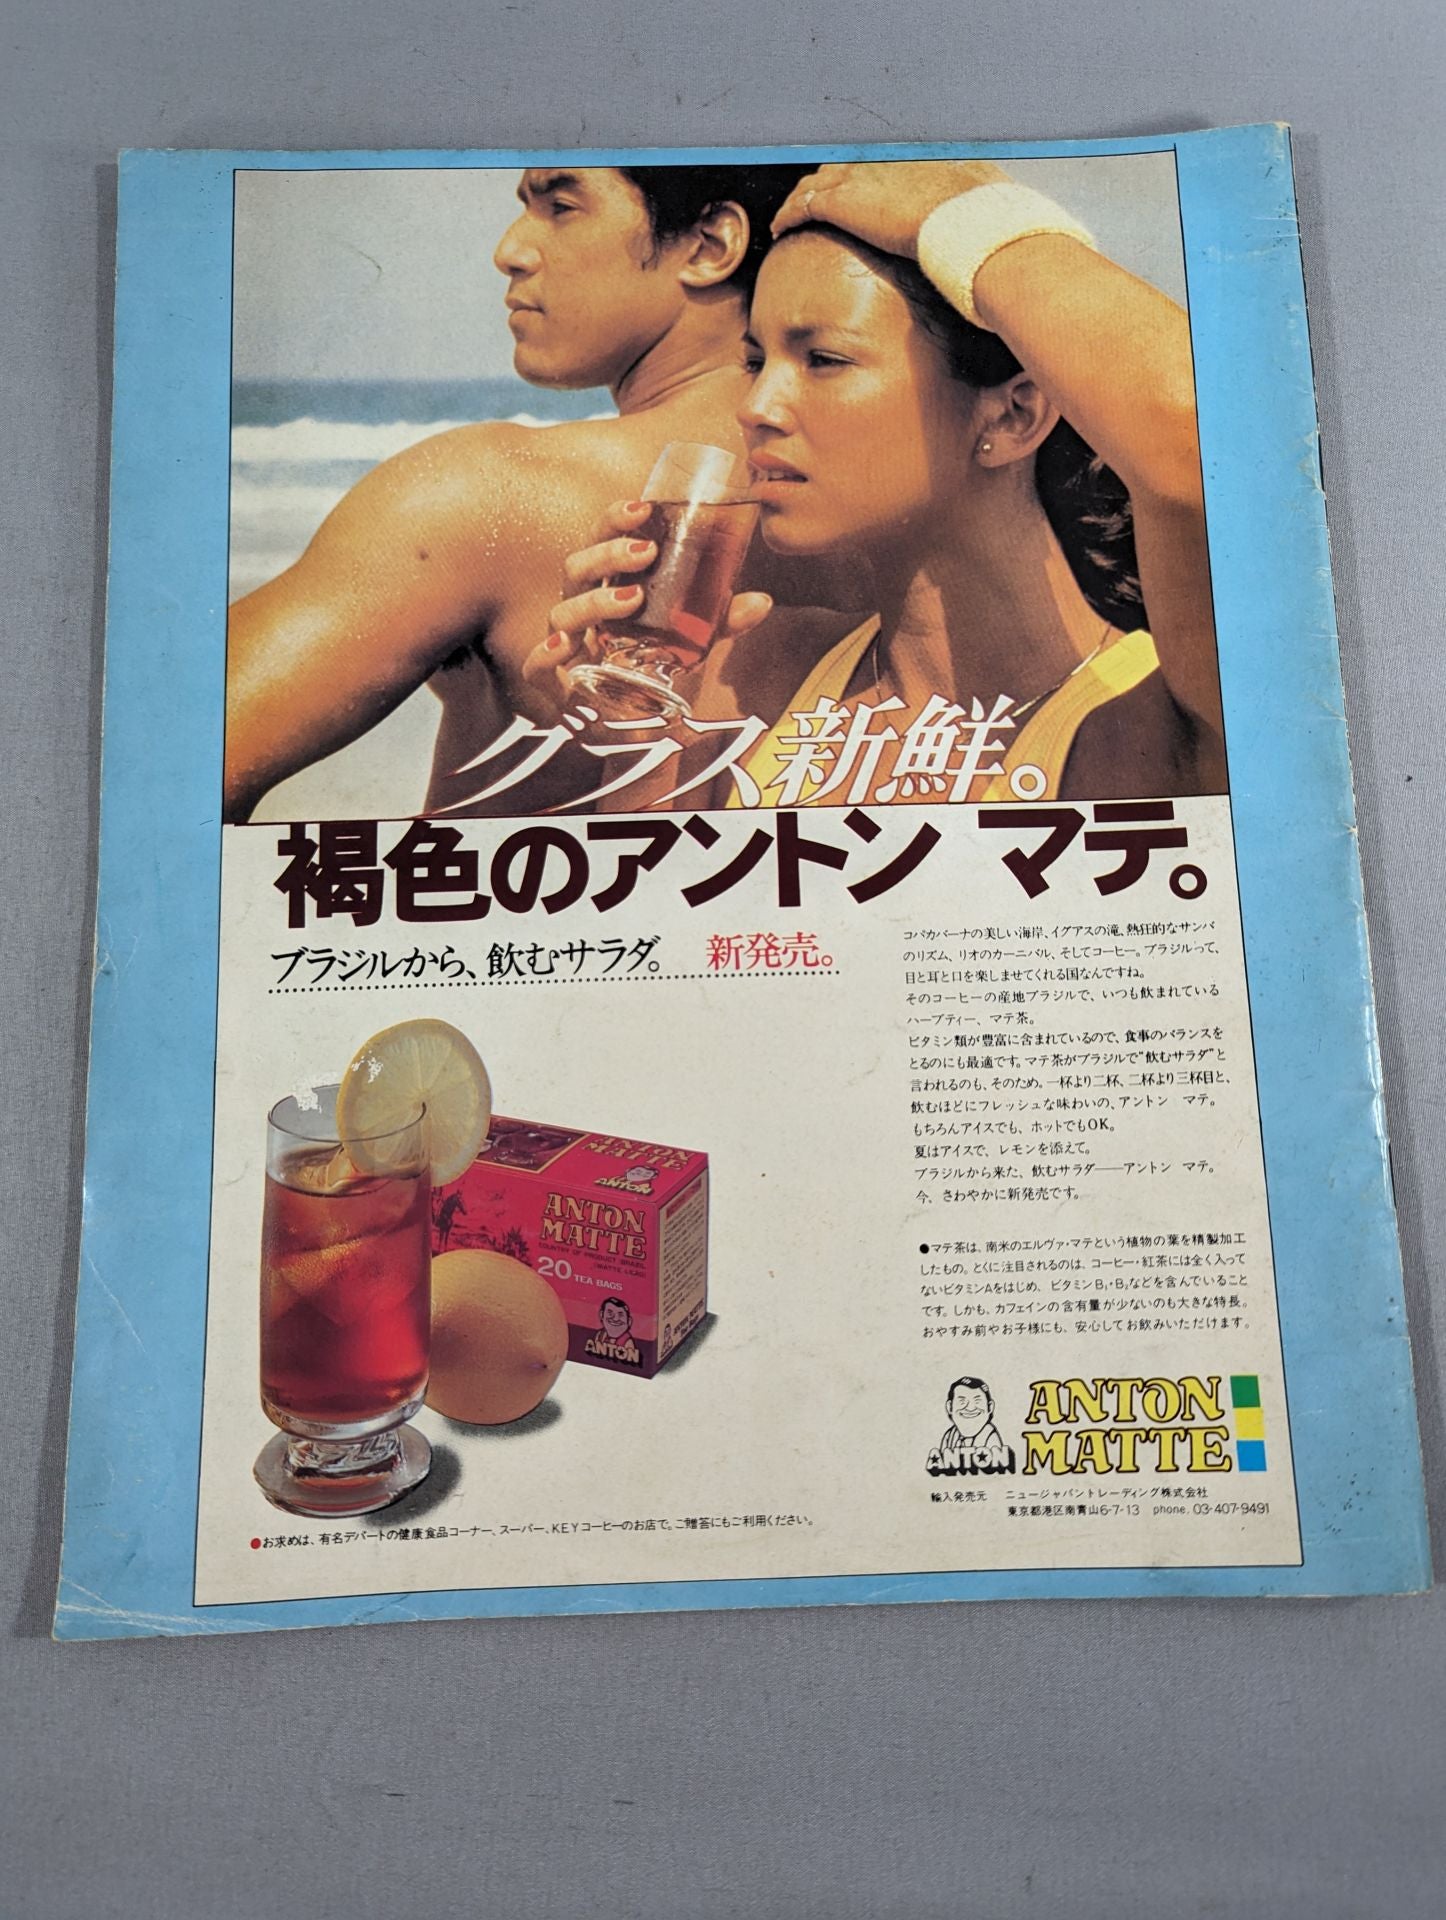 グラス新鮮。
褐色のアントン マテ。
ブラジルから、飲むサラダ。 新発売。
コパカバーナの美しい海岸、イグアスの滝、熱狂的なサンバ
のリズム、リオのカーニバル、そしてコーヒー。ブラジルって、
目と耳と口を楽しませてくれる国なんですね。
そのコーヒーの産地ブラジルで、いつも飲まれている
ハーブティー、マテ茶。
ビタミン類が豊富に含まれているので、食事のバランスを
とるのにも最適です。マテ茶がブラジルで“飲むサラダ”と
言われるのも、そのため。一杯より二杯、二杯より三杯目と、
飲むほどにフレッシュな味わいの、アントン マテ。
もちろんアイスでも、ホットでもOK。
夏はアイスで、レモンを添えて。
ブラジルから来た、飲むサラダ——アントン マテ。
今、さわやかに新発売です。
●マテ茶は、南米のエルヴァ・マテという植物の葉を精製加工
したもの。とくに注目されるのは、コーヒー・紅茶には全く入って
ないビタミンAをはじめ、ビタミンB₁・B₂などを含んでいること
です。しかも、カフェインの含有量が少ないのも大きな特長。
おやすみ前やお子様にも、安心してお飲みいただけます。
ANTON
MATTE
ANTON
ANTON
MATTE
COUNTRY OF PRODUCT BRAZIL
(MATTE LEAG)
20 TEA BAGS
ANTON
ANTON
ANTON
MATTE
輸入発売元 ニュージャパントレーディング株式会社
東京都港区南青山6-7-13 phone. 03-407-9491
●お求めは、有名デパートの健康食品コーナー、スーパー、KEYコーヒーのお店で。ご贈答にもご利用ください。